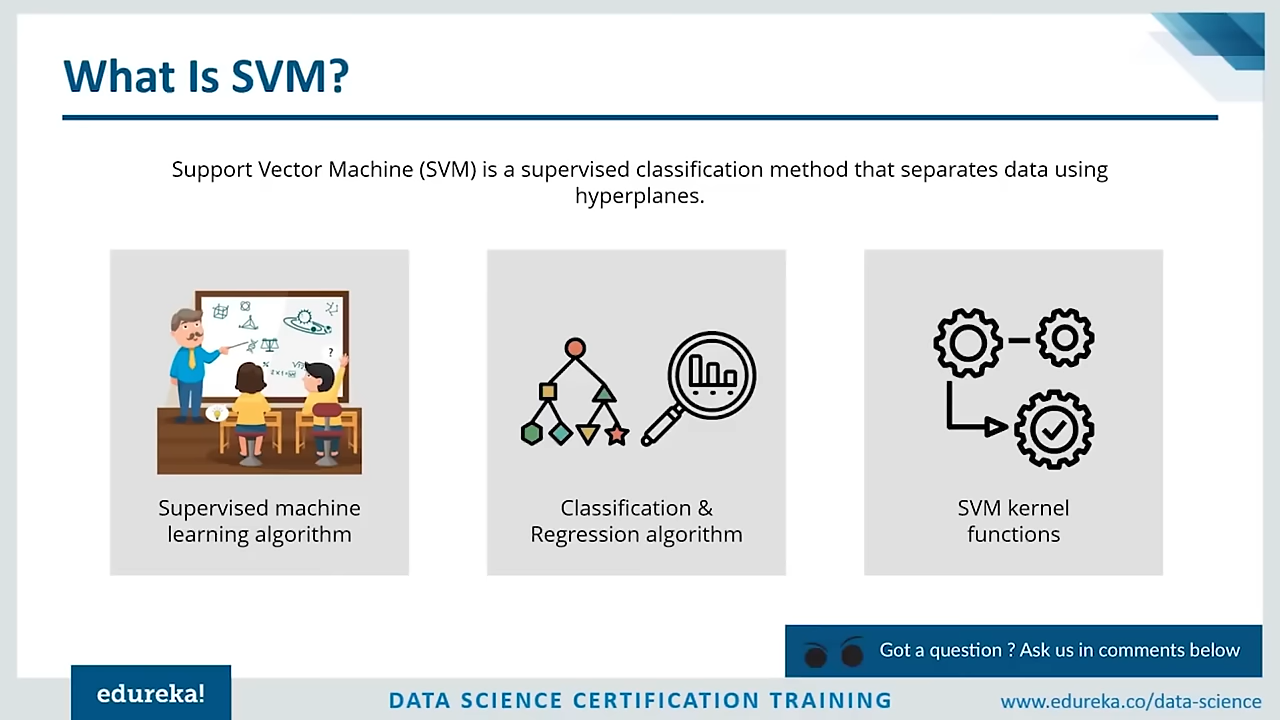 What Is SVM?
Support Vector Machine (SVM) is a supervised classification method that separates data using
hyperplanes.
Supervised machine
learning algorithm
Classification &
Regression algorithm
SVM kernel
functions
Got a question ? Ask us in comments below
edureka!
DATA SCIENCE CERTIFICATION TRAINING
www.edureka.co/data-science